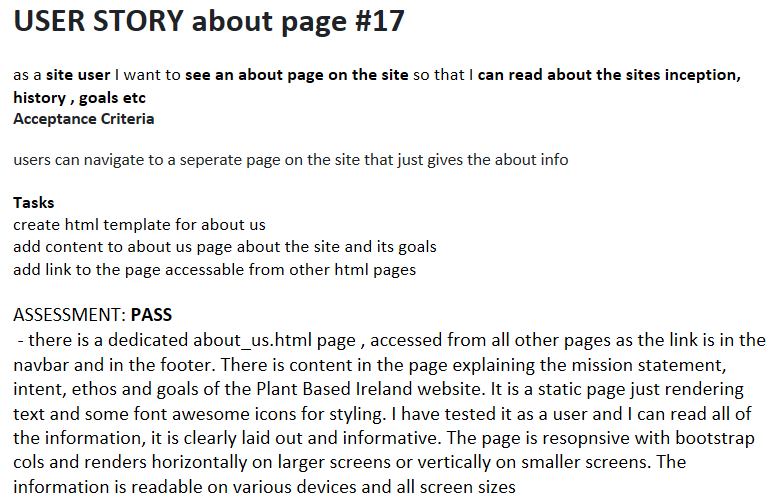 USER STORY about page #17
as a site user I want to see an about page on the site so that I can read about the sites inception,
history , goals etc
Acceptance Criteria
users can navigate to a seperate page on the site that just gives the about info
Tasks
create html template for about us
add content to about us page about the site and its goals
add link to the page accessable from other html pages
ASSESSMENT: PASS
- there is a dedicated about_us.html page , accessed from all other pages as the link is in the
navbar and in the footer. There is content in the page explaining the mission statement,
intent, ethos and goals of the Plant Based Ireland website. It is a static page just rendering
text and some font awesome icons for styling. I have tested it as a user and I can read all of
the information, it is clearly laid out and informative. The page is resopnsive with bootstrap
cols and renders horizontally on larger screens or vertically on smaller screens. The
information is readable on various devices and all screen sizes